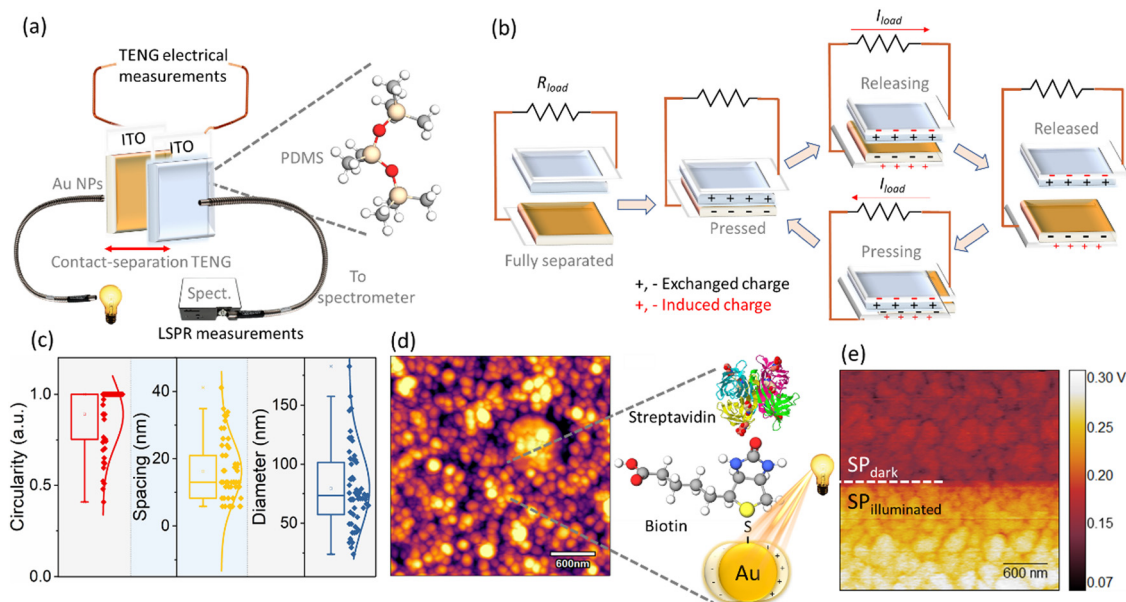 (a)
TENG electrical
measurements
ITO
ITO
Au NPs
PDMS
Contact-separation TENG
Spect.
To
spectrometer
LSPR measurements
(b)
R_load
Fully separated
+ + + +
- - - -
Pressed
I_load
Releasing
- - - -
+ + + +
- - - -
+ + + +
Released
- - - -
+ + + +
- - - -
+ + + +
I_load
Pressing
- - - -
+ + + +
- - - -
+ + + +
+, - Exchanged charge
+, - Induced charge
(c)
Circularity (a.u.)
1.0
0.5
0.0
Spacing (nm)
40
20
0
Diameter (nm)
150
100
50
(d)
600nm
Streptavidin
Biotin
S
Au
(e)
SP_dark
SP_illuminated
600 nm
0.30 V
0.25
0.20
0.15
0.07